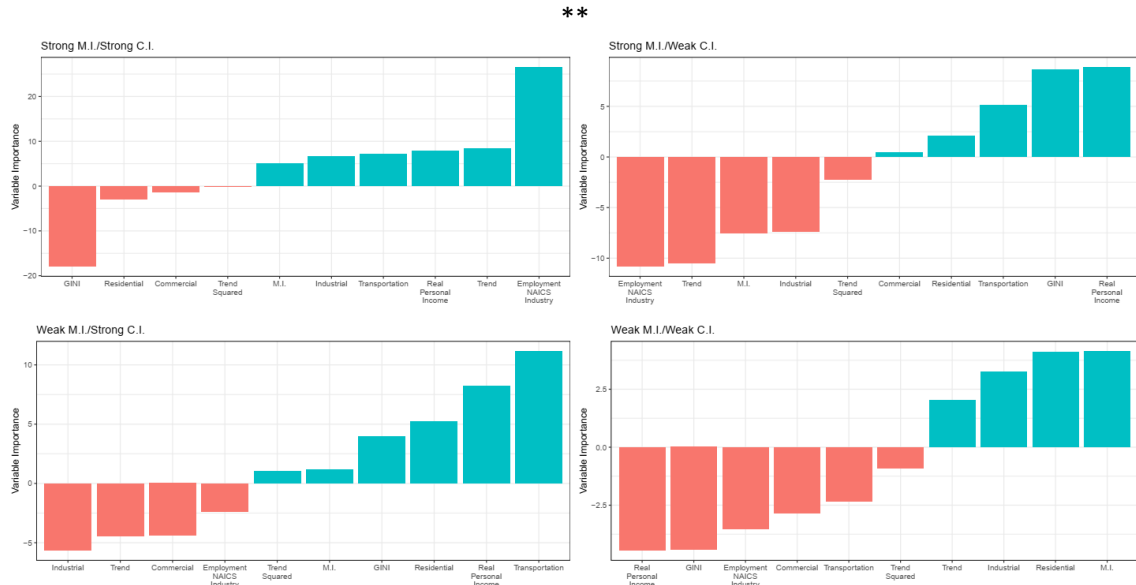 **
Strong M.I./Strong C.I.
Variable Importance
20
10
0
−10
−20
GINI Residential Commercial Trend Squared M.I. Industrial Transportation Real Personal Income Trend Employment NAICS Industry
Strong M.I./Weak C.I.
Variable Importance
5
0
−5
−10
Employment NAICS Industry Trend M.I. Industrial Trend Squared Commercial Residential Transportation GINI Real Personal Income
Weak M.I./Strong C.I.
Variable Importance
10
5
0
−5
Industrial Trend Commercial Employment NAICS Industry Trend Squared M.I. GINI Residential Real Personal Income Transportation
Weak M.I./Weak C.I.
Variable Importance
2.5
0.0
−2.5
Real Personal Income GINI Employment NAICS Industry Commercial Transportation Trend Squared Trend Industrial Residential M.I.